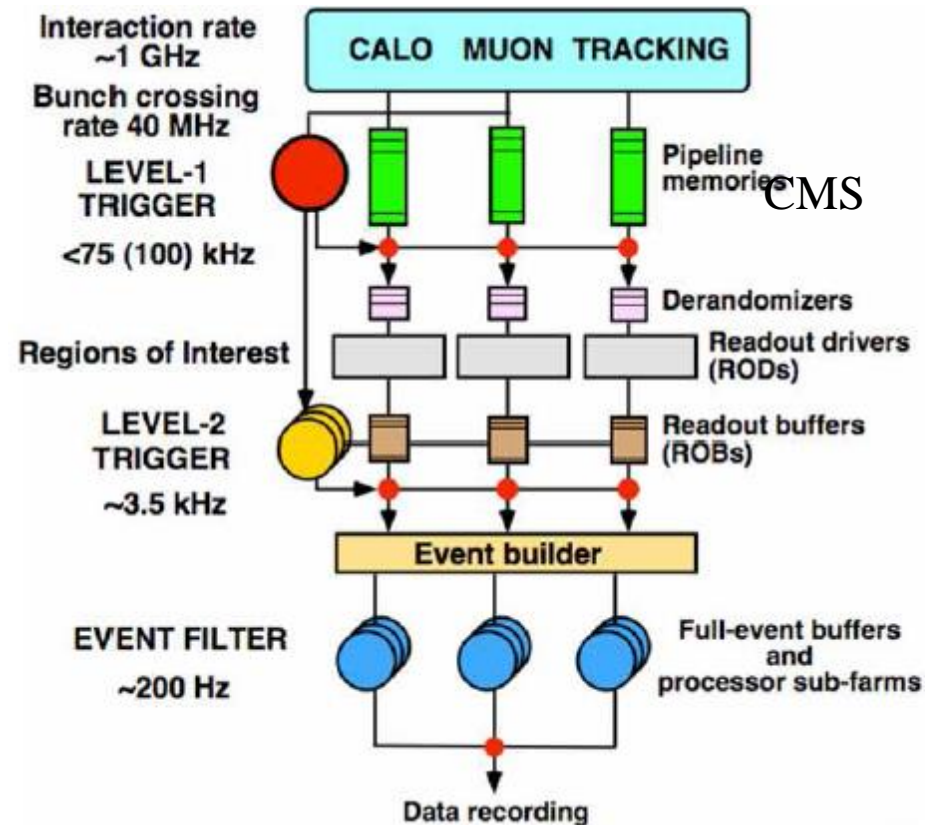 Interaction rate
~1 GHz
CALO MUON TRACKING
Bunch crossing
rate 40 MHz
LEVEL-1
TRIGGER
<75 (100) kHz
Pipeline
memories
CMS
Derandomizers
Regions of Interest
Readout drivers
(RODs)
LEVEL-2
TRIGGER
~3.5 kHz
Readout buffers
(ROBs)
Event builder
EVENT FILTER
~200 Hz
Full-event buffers
and
processor sub-farms
Data recording